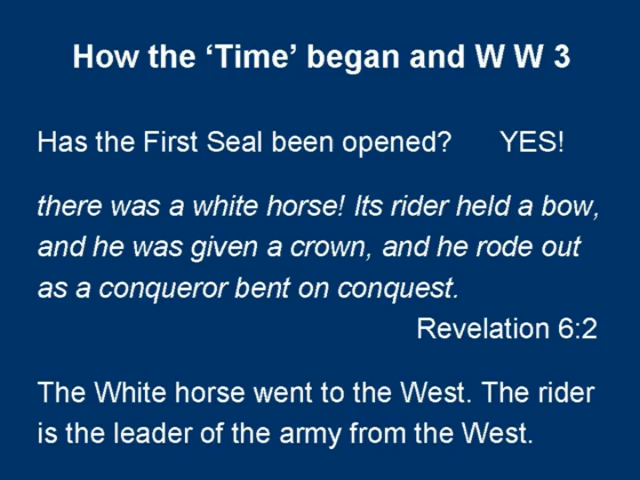 How the ‘Time’ began and W W 3
Has the First Seal been opened? YES!
there was a white horse! Its rider held a bow,
and he was given a crown, and he rode out
as a conqueror bent on conquest.
Revelation 6:2
The White horse went to the West. The rider
is the leader of the army from the West.